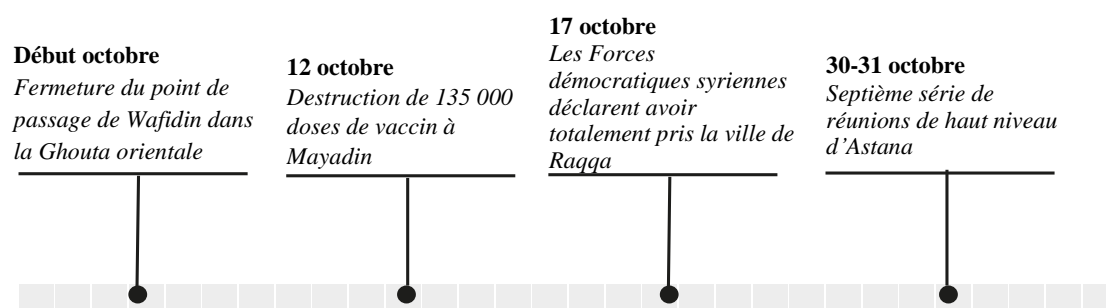 Début octobre
Fermeture du point de
passage de Wafidin dans
la Ghouta orientale
12 octobre
Destruction de 135 000
doses de vaccin à
Mayadin
17 octobre
Les Forces
démocratiques syriennes
déclarent avoir
totalement pris la ville de
Raqqa
30-31 octobre
Septième série de
réunions de haut niveau
d’Astana